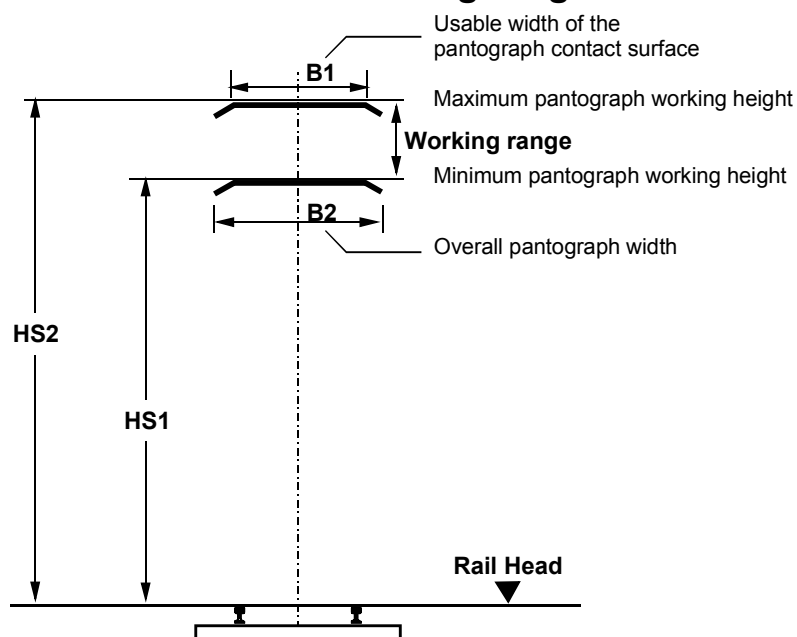 Usable width of the
pantograph contact surface
B1
Maximum pantograph working height
Working range
Minimum pantograph working height
B2
Overall pantograph width
HS2
HS1
Rail Head